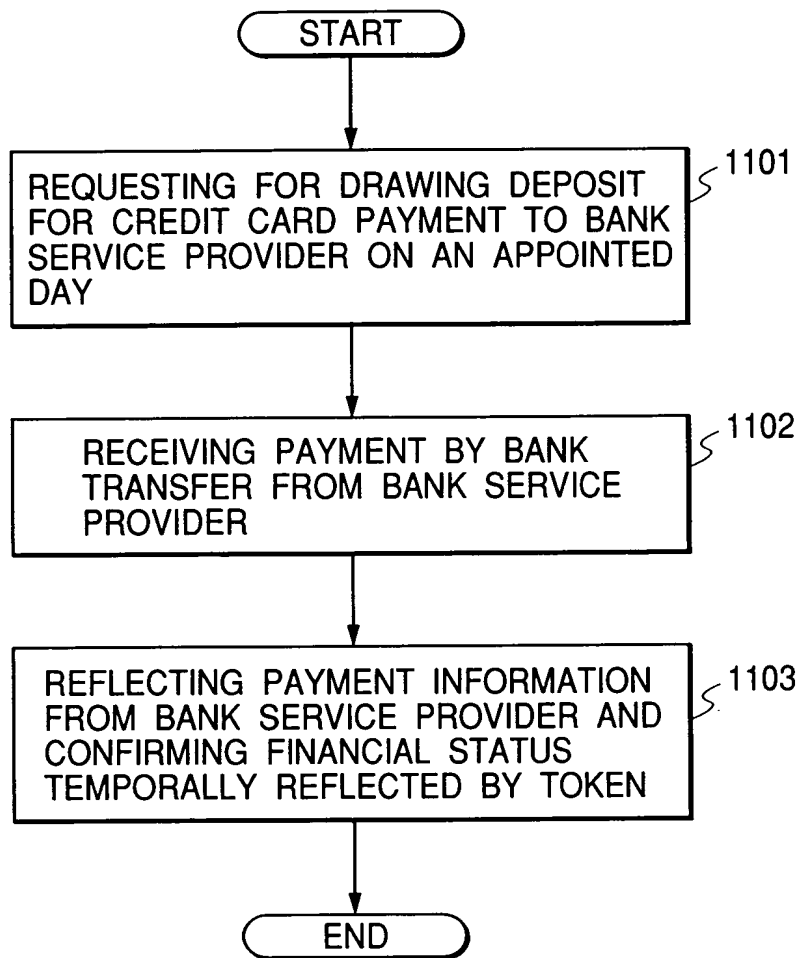 START
REQUESTING FOR DRAWING DEPOSIT
FOR CREDIT CARD PAYMENT TO BANK
SERVICE PROVIDER ON AN APPOINTED
DAY
1101
RECEIVING PAYMENT BY BANK
TRANSFER FROM BANK SERVICE
PROVIDER
1102
REFLECTING PAYMENT INFORMATION
FROM BANK SERVICE PROVIDER AND
CONFIRMING FINANCIAL STATUS
TEMPORALLY REFLECTED BY TOKEN
1103
END